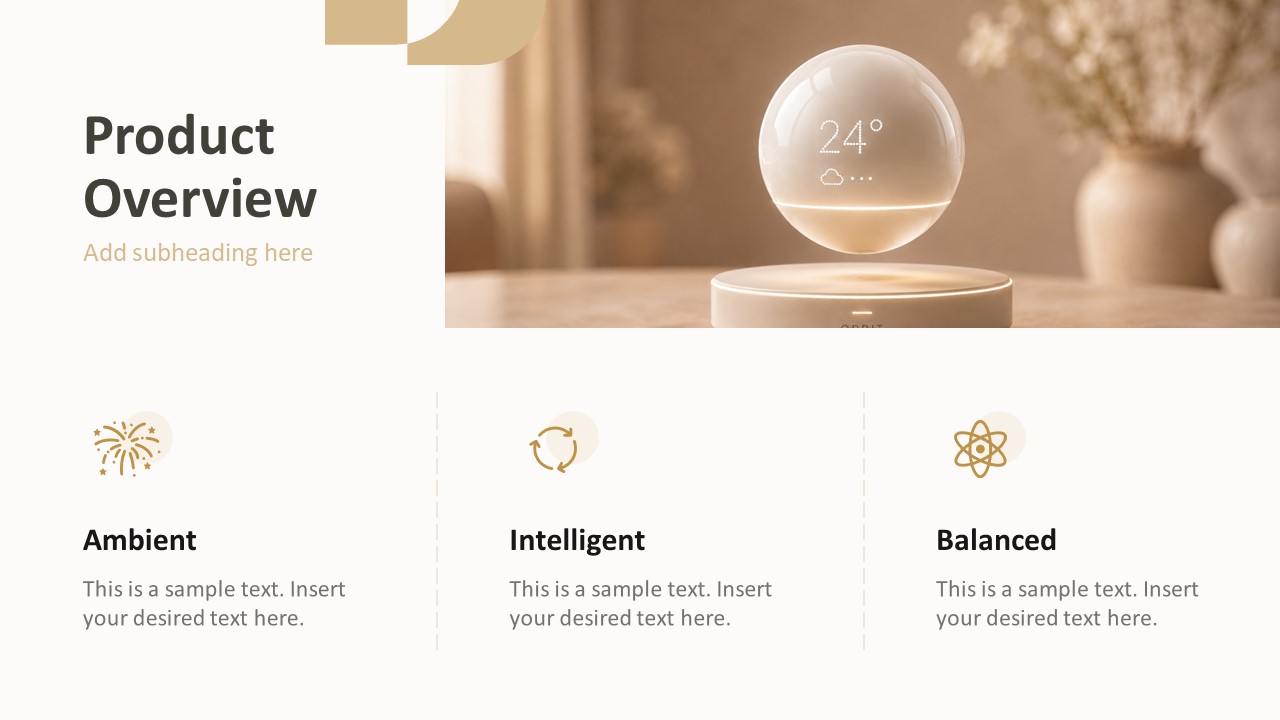 Product
Overview
Add subheading here
24°
Ambient
This is a sample text. Insert
your desired text here.
Intelligent
This is a sample text. Insert
your desired text here.
Balanced
This is a sample text. Insert
your desired text here.